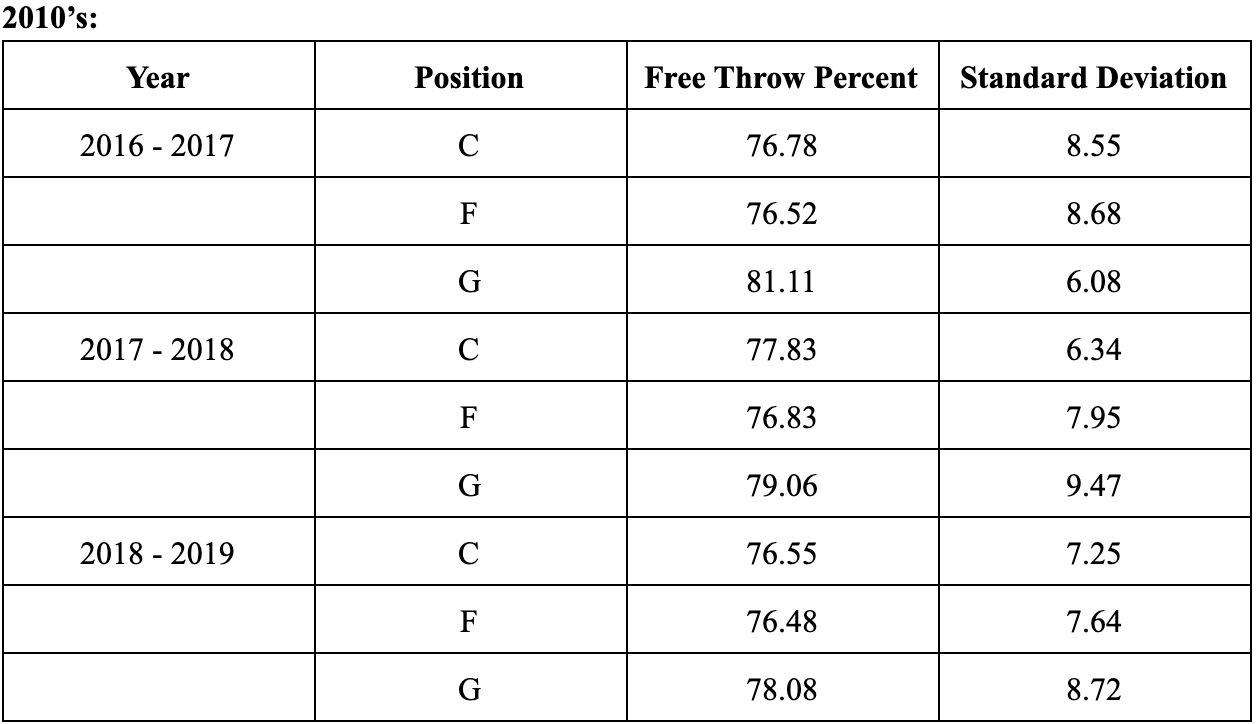 2010’s:
Year Position Free Throw Percent Standard Deviation
2016 - 2017 C 76.78 8.55
F 76.52 8.68
G 81.11 6.08
2017 - 2018 C 77.83 6.34
F 76.83 7.95
G 79.06 9.47
2018 - 2019 C 76.55 7.25
F 76.48 7.64
G 78.08 8.72